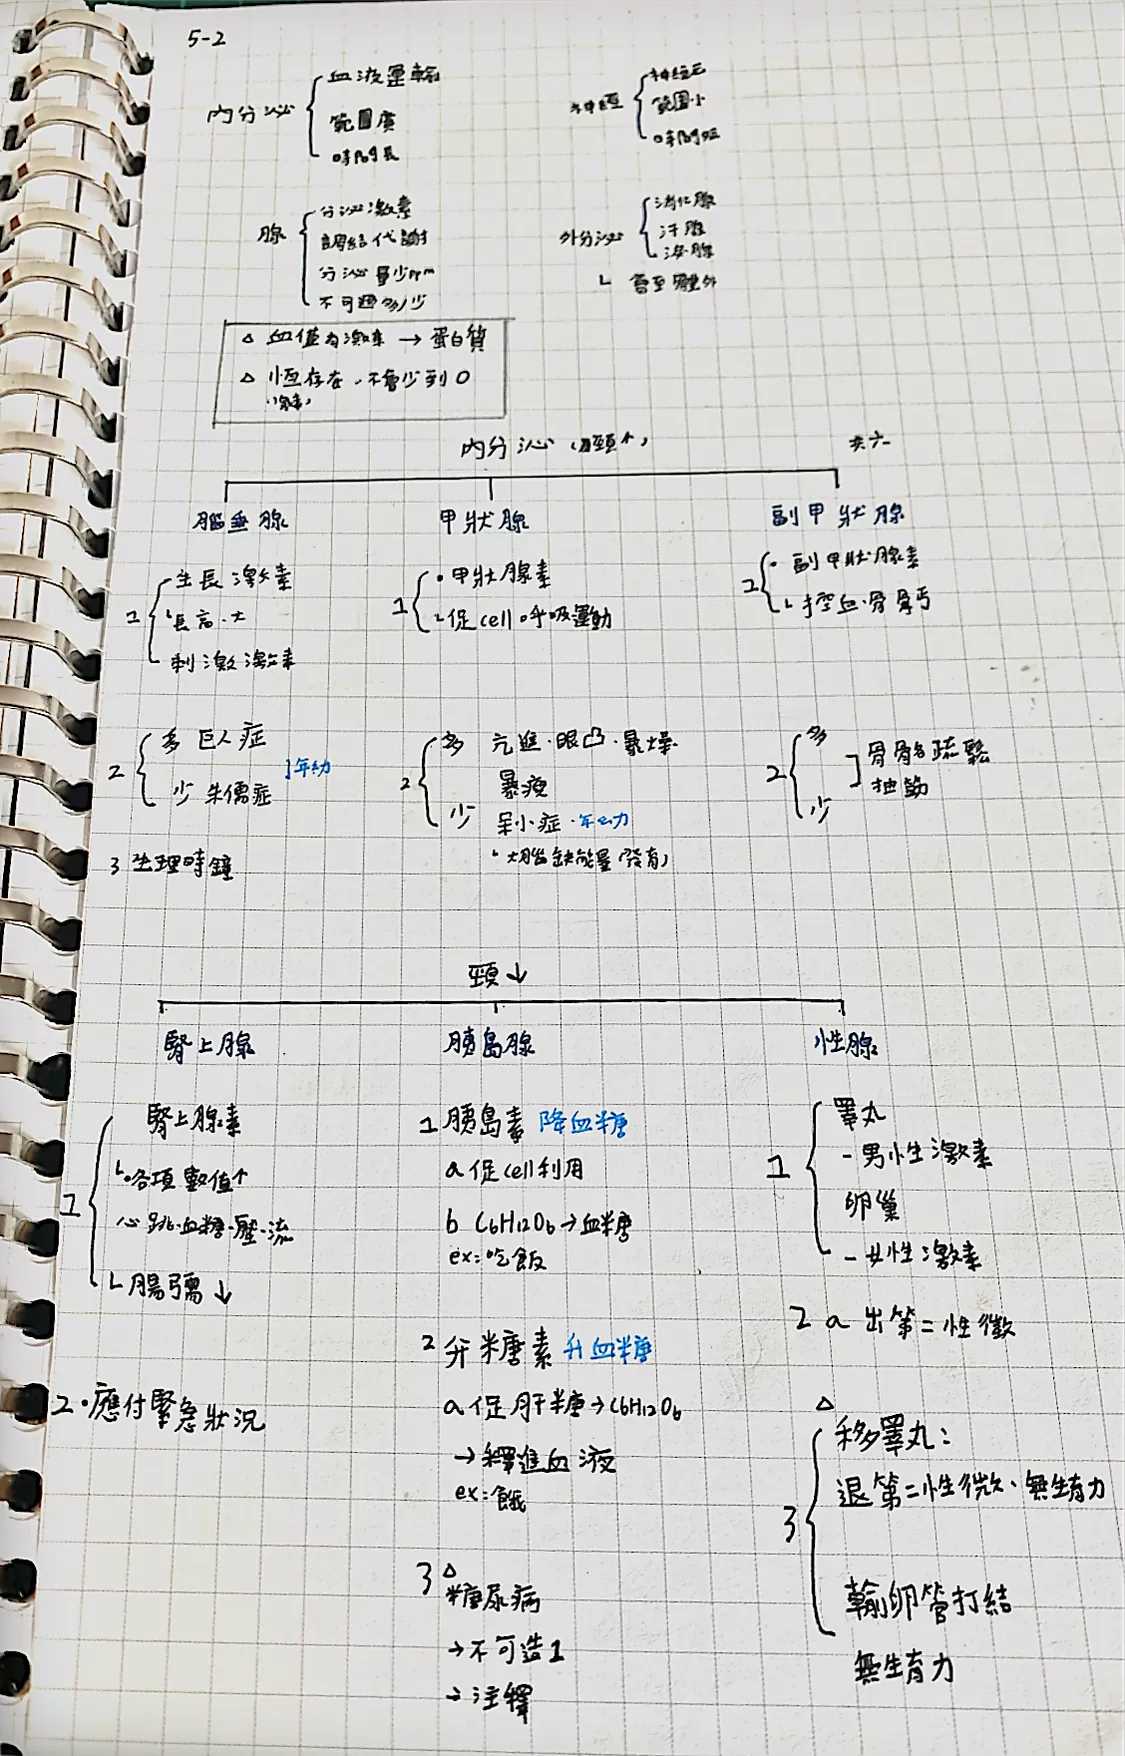 5-2
內分泌
血液運輸
範圍廣
時間長
神經
神經元
範圍小
時間短
腺
分泌激素
調結代謝
分泌量少ppm
不可過多/少
外分泌
消化腺
汗腺
淚腺
└ 管至體外
△ 血僅為激素 → 蛋白質
△ 恆存在,不會少到0
(激素)
內分泌(頸↑)
共六
腦垂腺
甲狀腺
副甲狀腺
1
生長激素
└長高.大
刺激激素
1
·甲狀腺素
└促cell呼吸運動
1
· 副甲狀腺素
└控血.骨骼鈣
2
多 巨人症
少 朱儒症
年幼
2
多 亢進.眼凸.暴燥.
暴瘦
少 呆小症.年幼
└大腦缺能量(發育)
2
多
少
骨骼疏鬆
抽筋
3 生理時鐘
頸↓
腎上腺
胰島腺
性腺
1
腎上腺素
└各項數值↑
心跳.血糖.壓.流
└腸胃↓
2.應付緊急狀況
1 胰島素 降血糖
a 促cell利用
b C6H12O6→血糖
ex:吃飯
2 升糖素 升血糖
a 促肝糖→C6H12O6
→釋進血液
ex:餓
3 △
糖尿病
→不可造1
→注釋
1
睪丸
-男性激素
卵巢
-女性激素
2 a 出第二性徵
3
△
移睪丸:
退第二性徵.無生育力
輸卵管打結
無生育力